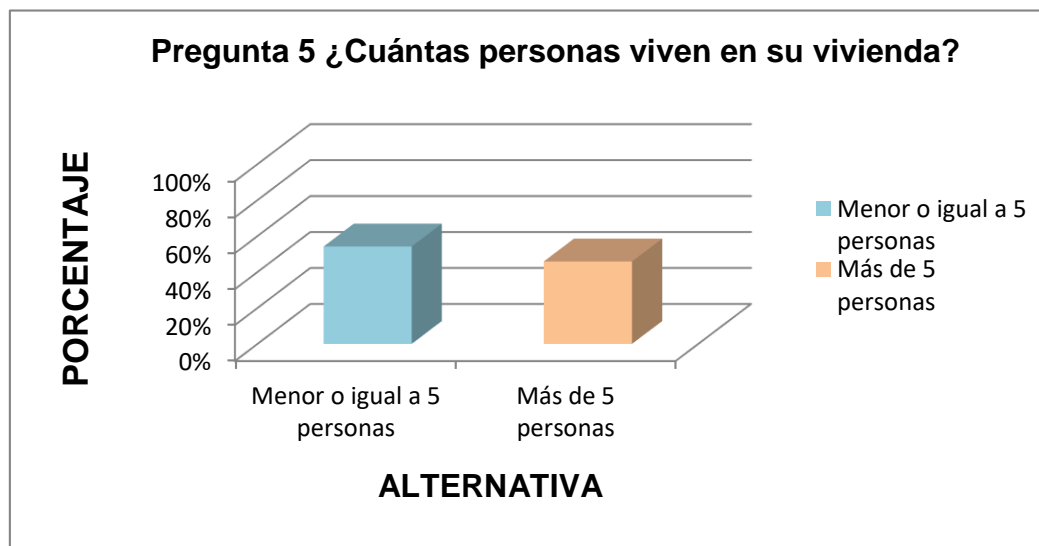 Pregunta 5 ¿Cuántas personas viven en su vivienda?
PORCENTAJE
100%
80%
60%
40%
20%
0%
Menor o igual a 5
personas
Más de 5
personas
ALTERNATIVA
Menor o igual a 5
personas
Más de 5
personas